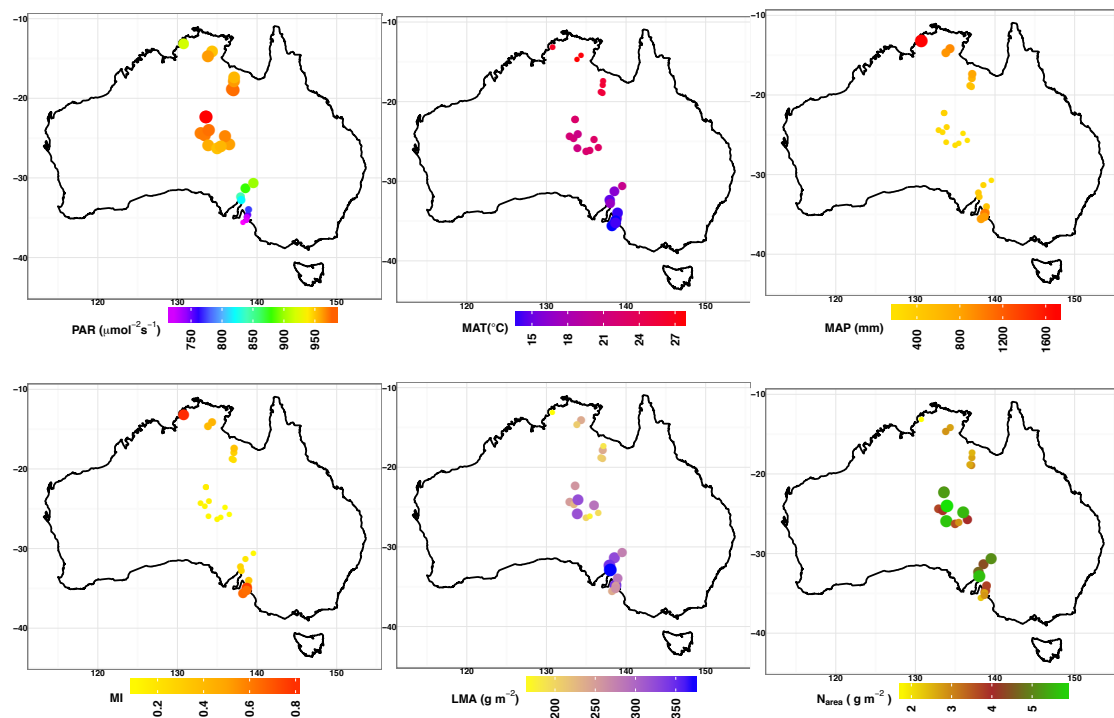 −10
−20
−30
−40
120 130 140 150
PAR (μmol⁻²s⁻¹)
750 800 850 900 950
−10
−20
−30
−40
120 130 140 150
MAT(°C)
15 18 21 24 27
−10
−20
−30
−40
120 130 140 150
MAP (mm)
400 800 1200 1600
−10
−20
−30
−40
120 130 140 150
MI
0.2 0.4 0.6 0.8
−10
−20
−30
−40
120 130 140 150
LMA (g m⁻²)
200 250 300 350
−10
−20
−30
−40
120 130 140 150
Narea ( g m⁻²)
2 3 4 5